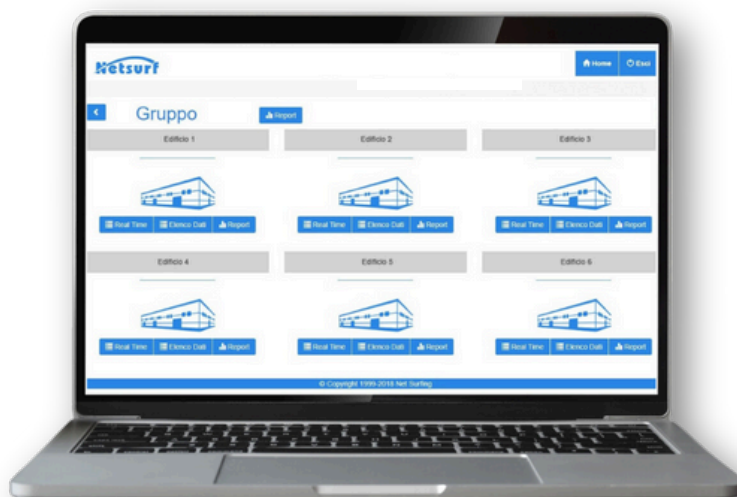 Netsurf
Home Esci
Gruppo Report
Edificio 1 Edificio 2 Edificio 3
Real Time Elenco Dati Report Real Time Elenco Dati Report Real Time Elenco Dati Report
Edificio 4 Edificio 5 Edificio 6
Real Time Elenco Dati Report Real Time Elenco Dati Report Real Time Elenco Dati Report
© Copyright 1999-2018 Net Surfing